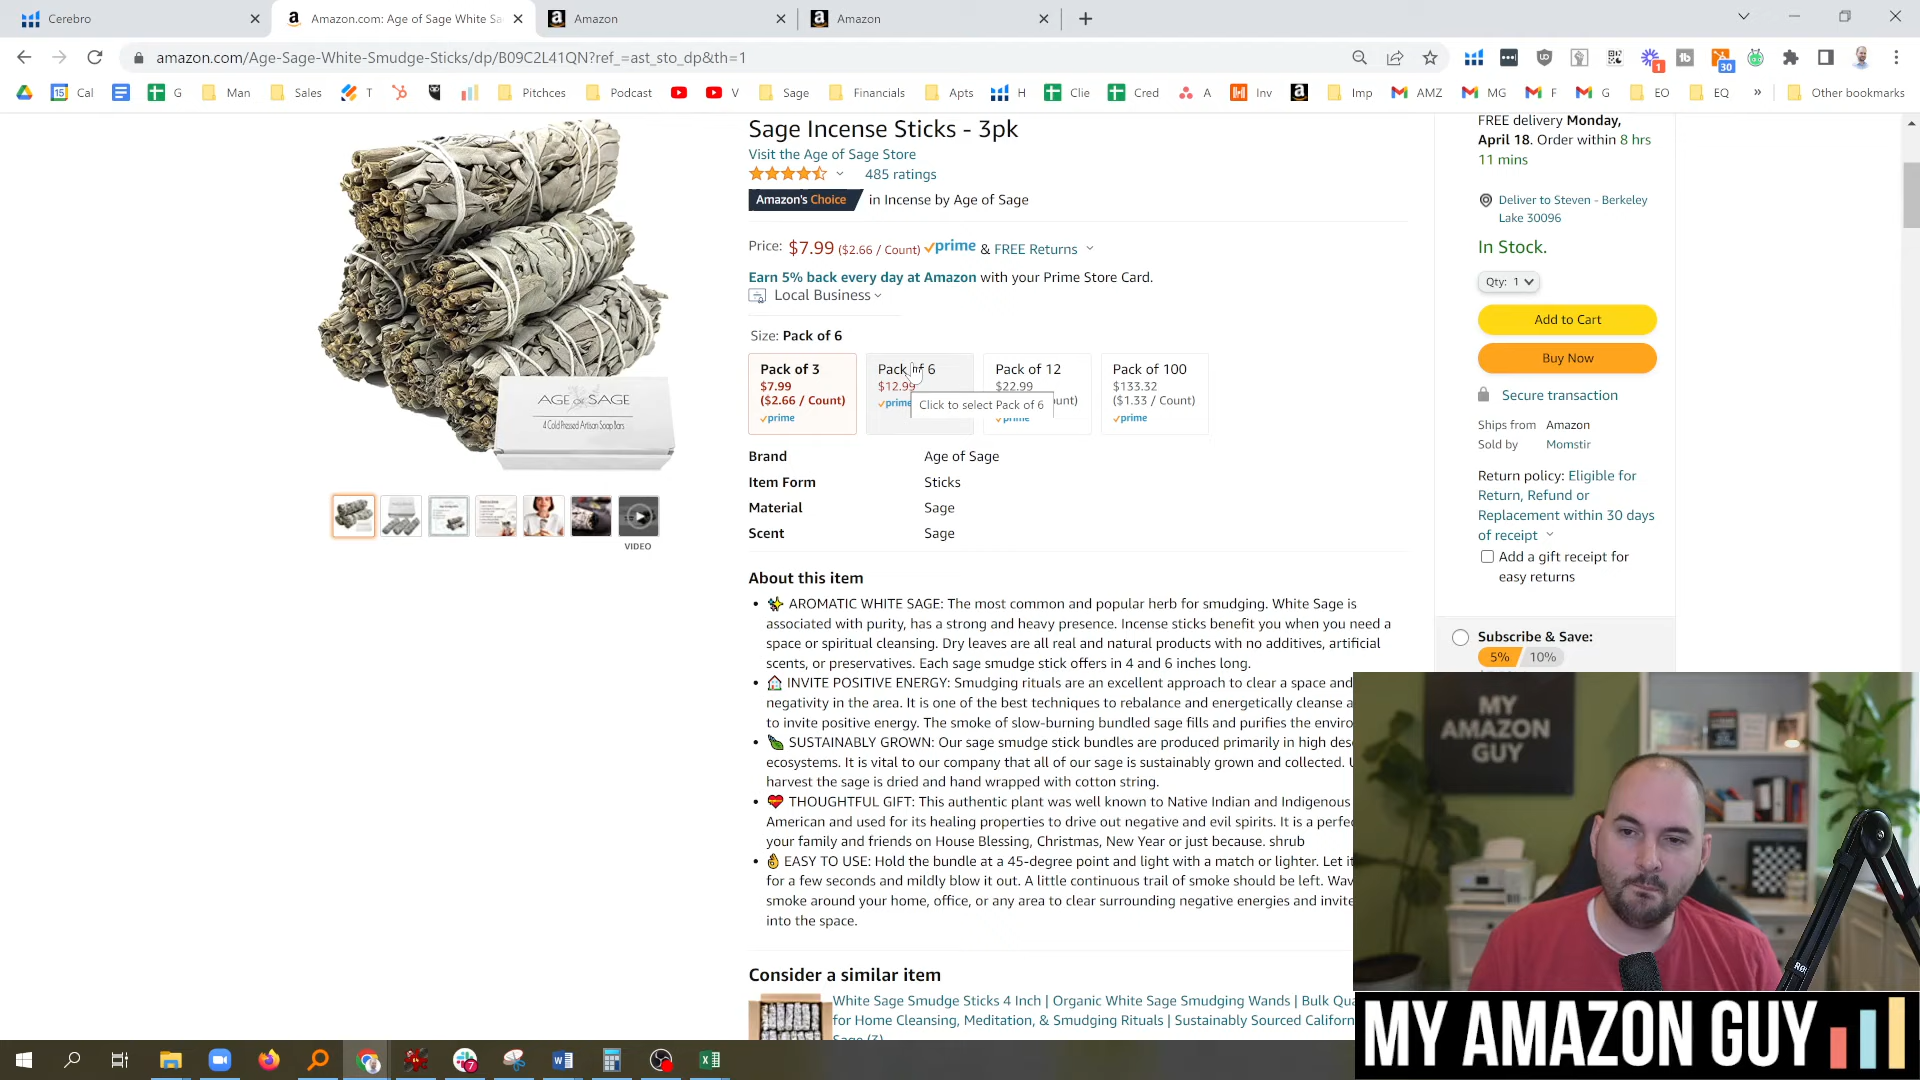 Cerebro
Amazon.com: Age of Sage White Sa
Amazon
Amazon
amazon.com/Age-Sage-White-Smudge-Sticks/dp/B09C2L41QN?ref_=ast_sto_dp&th=1
1
30
15 Cal
G
Man
Sales
T
Pitchces
Podcast
V
Sage
Financials
Apts
H
Clie
Cred
A
Inv
Imp
AMZ
MG
F
G
EO
EQ
»
Other bookmarks
Sage Incense Sticks - 3pk
Visit the Age of Sage Store
485 ratings
Amazon's Choice in Incense by Age of Sage
Price: $7.99 ($2.66 / Count) prime & FREE Returns
Earn 5% back every day at Amazon with your Prime Store Card.
Local Business
Size: Pack of 6
Pack of 3
$7.99
($2.66 / Count)
prime
Pack of 6
$12.99
prime
Click to select Pack of 6
Pack of 12
$22.99
unt)
prime
Pack of 100
$133.32
($1.33 / Count)
prime
AGE of SAGE
4 Cold Pressed Artisan Soap Bars
VIDEO
Brand Age of Sage
Item Form Sticks
Material Sage
Scent Sage
About this item
• AROMATIC WHITE SAGE: The most common and popular herb for smudging. White Sage is
associated with purity, has a strong and heavy presence. Incense sticks benefit you when you need a
space or spiritual cleansing. Dry leaves are all real and natural products with no additives, artificial
scents, or preservatives. Each sage smudge stick offers in 4 and 6 inches long.
• INVITE POSITIVE ENERGY: Smudging rituals are an excellent approach to clear a space and
negativity in the area. It is one of the best techniques to rebalance and energetically cleanse a
to invite positive energy. The smoke of slow-burning bundled sage fills and purifies the enviro
• SUSTAINABLY GROWN: Our sage smudge stick bundles are produced primarily in high dese
ecosystems. It is vital to our company that all of our sage is sustainably grown and collected. U
harvest the sage is dried and hand wrapped with cotton string.
• THOUGHTFUL GIFT: This authentic plant was well known to Native Indian and Indigenous
American and used for its healing properties to drive out negative and evil spirits. It is a perfe
your family and friends on House Blessing, Christmas, New Year or just because. shrub
• EASY TO USE: Hold the bundle at a 45-degree point and light with a match or lighter. Let it
for a few seconds and mildly blow it out. A little continuous trail of smoke should be left. Wav
smoke around your home, office, or any area to clear surrounding negative energies and invite
into the space.
Consider a similar item
White Sage Smudge Sticks 4 Inch | Organic White Sage Smudging Wands | Bulk Qua
for Home Cleansing, Meditation, & Smudging Rituals | Sustainably Sourced Californ
Sage (3)
FREE delivery Monday,
April 18. Order within 8 hrs
11 mins
Deliver to Steven - Berkeley
Lake 30096
In Stock.
Qty: 1
Add to Cart
Buy Now
Secure transaction
Ships from Amazon
Sold by Momstir
Return policy: Eligible for
Return, Refund or
Replacement within 30 days
of receipt
Add a gift receipt for
easy returns
Subscribe & Save:
5% 10%
MY
AMAZON
GUY
MY AMAZON GUY
7